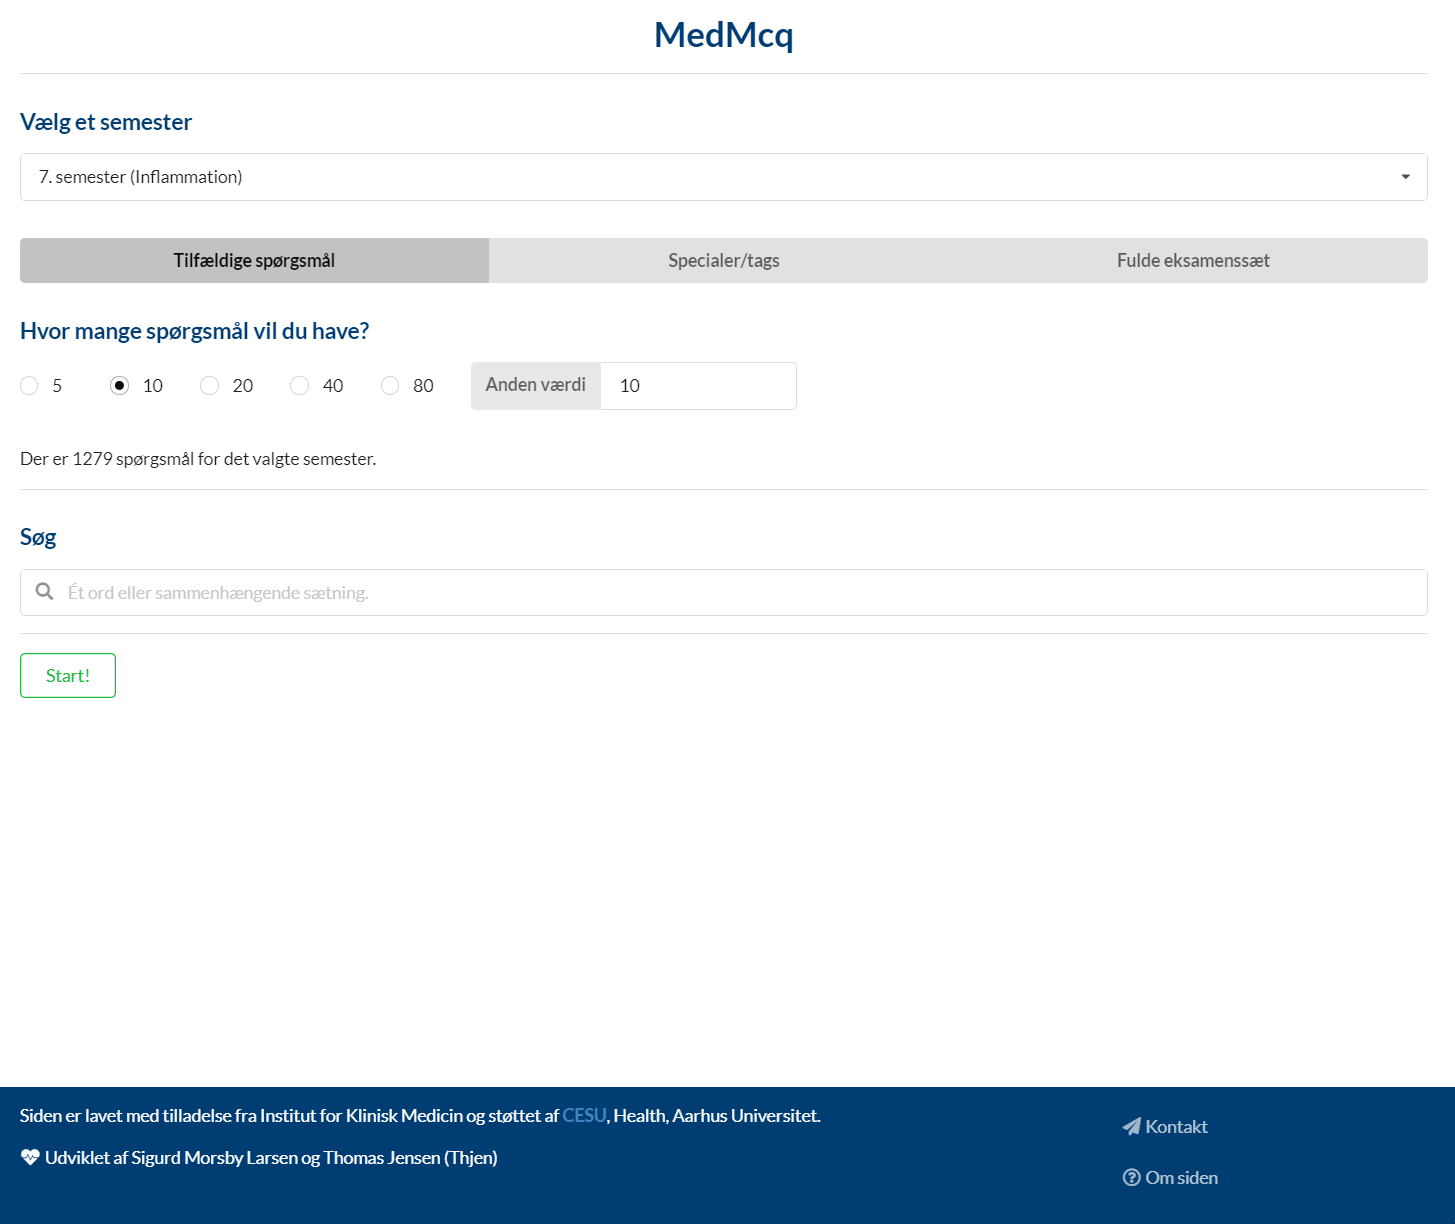 MedMcq
Vælg et semester
7. semester (Inflammation)
Tilfældige spørgsmål
Specialer/tags
Fulde eksamenssæt
Hvor mange spørgsmål vil du have?
5 10 20 40 80 Anden værdi 10
Der er 1279 spørgsmål for det valgte semester.
Søg
Ét ord eller sammenhængende sætning.
Start!
Siden er lavet med tilladelse fra Institut for Klinisk Medicin og støttet af CESU, Health, Aarhus Universitet.
Udviklet af Sigurd Morsby Larsen og Thomas Jensen (Thjen)
Kontakt
Om siden